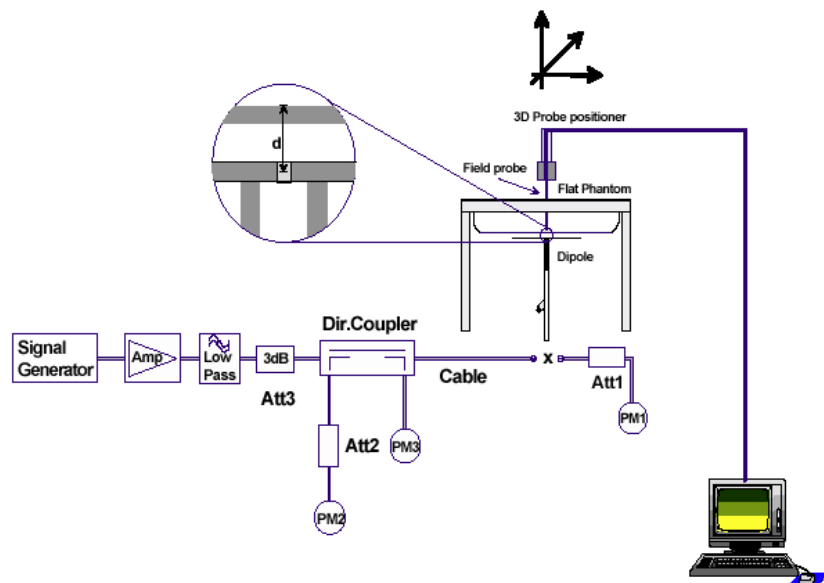 3D Probe positioner
d
Field probe
Flat Phantom
Dipole
Dir.Coupler
Signal
Generator
Amp
Low
Pass
3dB
Att3
Cable
x
Att1
PM1
Att2
PM3
PM2